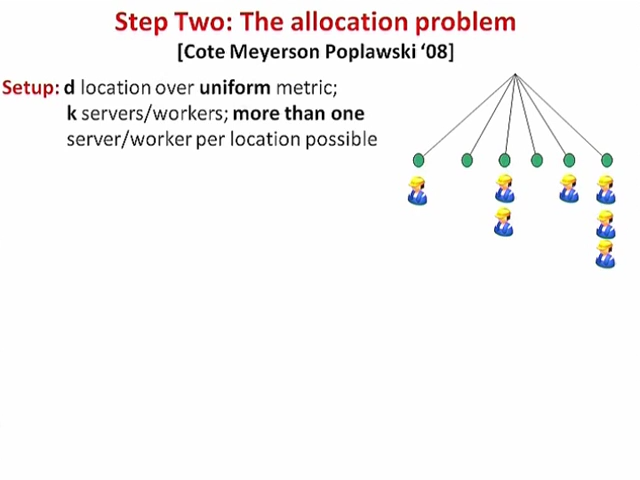 Step Two: The allocation problem
[Cote Meyerson Poplawski ‘08]
Setup: d location over uniform metric;
k servers/workers; more than one
server/worker per location possible